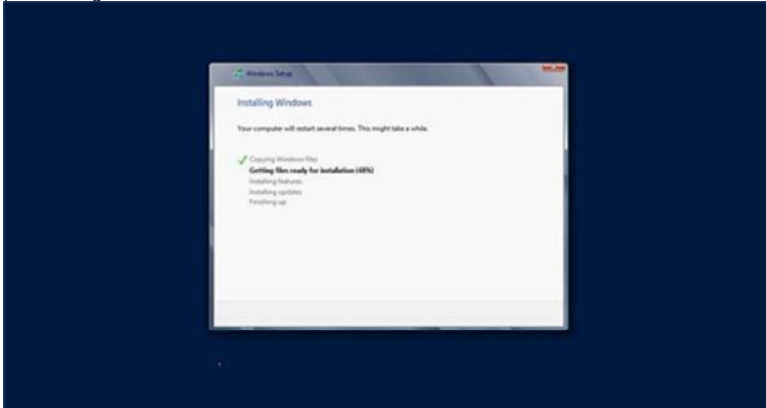 Windows Setup
Installing Windows
Your computer will restart several times. This might take a while.
Copying Windows files
Getting files ready for installation (48%)
Installing features
Installing updates
Finishing up